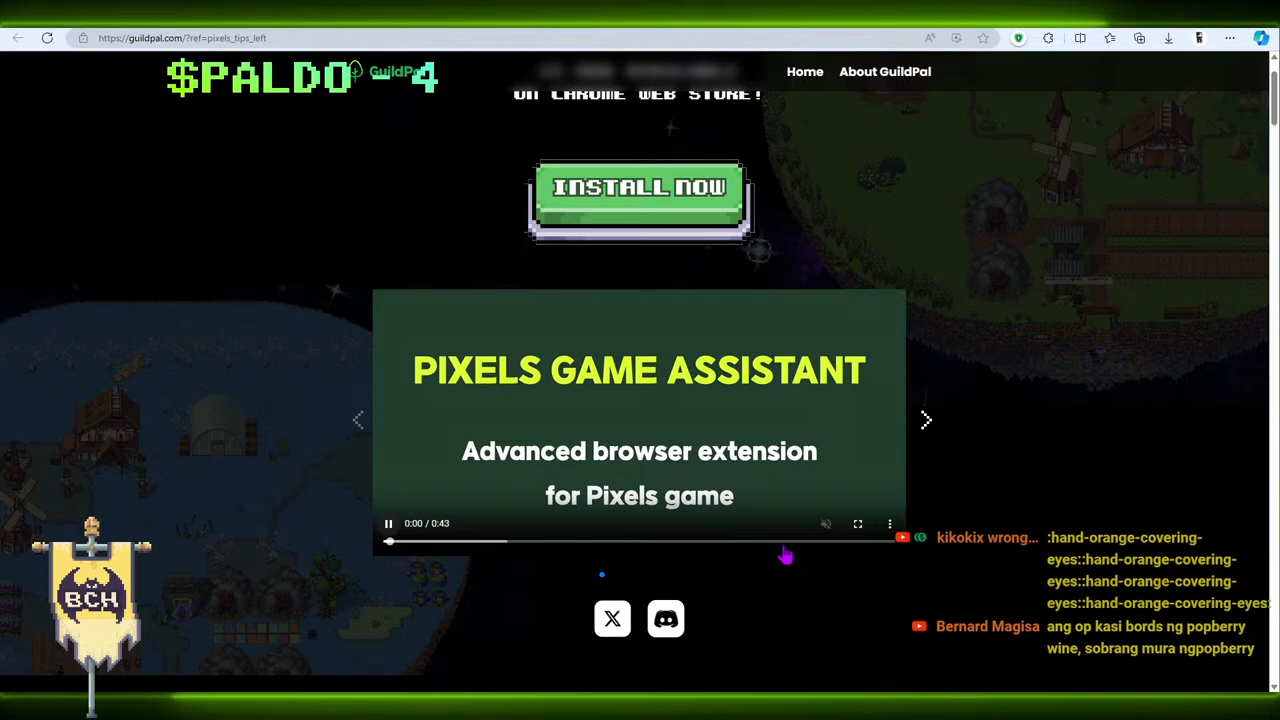 https://guildpal.com/?ref=pixels_tips_left
$PALDO - 4
GuildPal
Home
About GuildPal
ON CHROME WEB STORE!
INSTALL NOW
PIXELS GAME ASSISTANT
Advanced browser extension
for Pixels game
0:00 / 0:43
kikokix wrong...
:hand-orange-covering-
eyes::hand-orange-covering-
eyes::hand-orange-covering-
eyes::hand-orange-covering-eyes:
Bernard Magisa
ang op kasi bords ng popberry
wine, sobrang mura ngpopberry
BCH